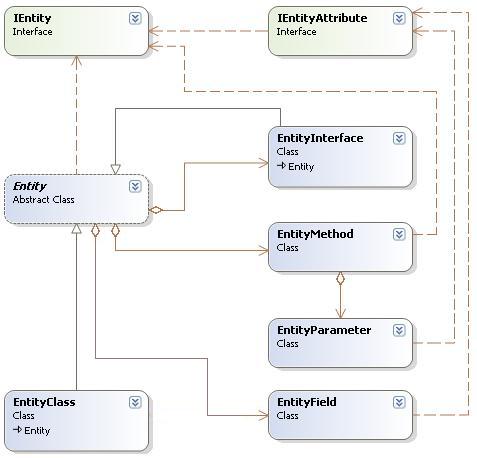 IEntity
Interface
IEntityAttribute
Interface
EntityInterface
Class
Entity
Entity
Abstract Class
EntityMethod
Class
EntityParameter
Class
EntityClass
Class
Entity
EntityField
Class